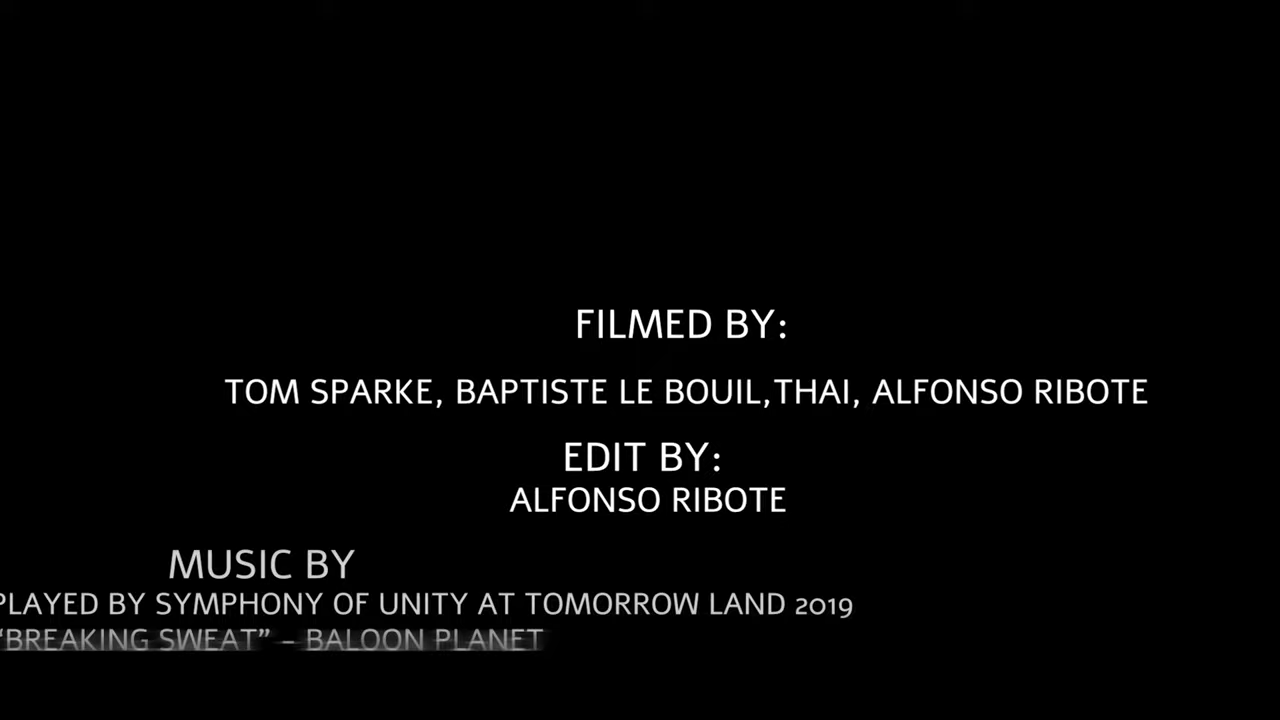 FILMED BY:
TOM SPARKE, BAPTISTE LE BOUIL,THAI, ALFONSO RIBOTE
EDIT BY:
ALFONSO RIBOTE
MUSIC BY
PLAYED BY SYMPHONY OF UNITY AT TOMORROW LAND 2019
"BREAKING SWEAT" – BALOON PLANET